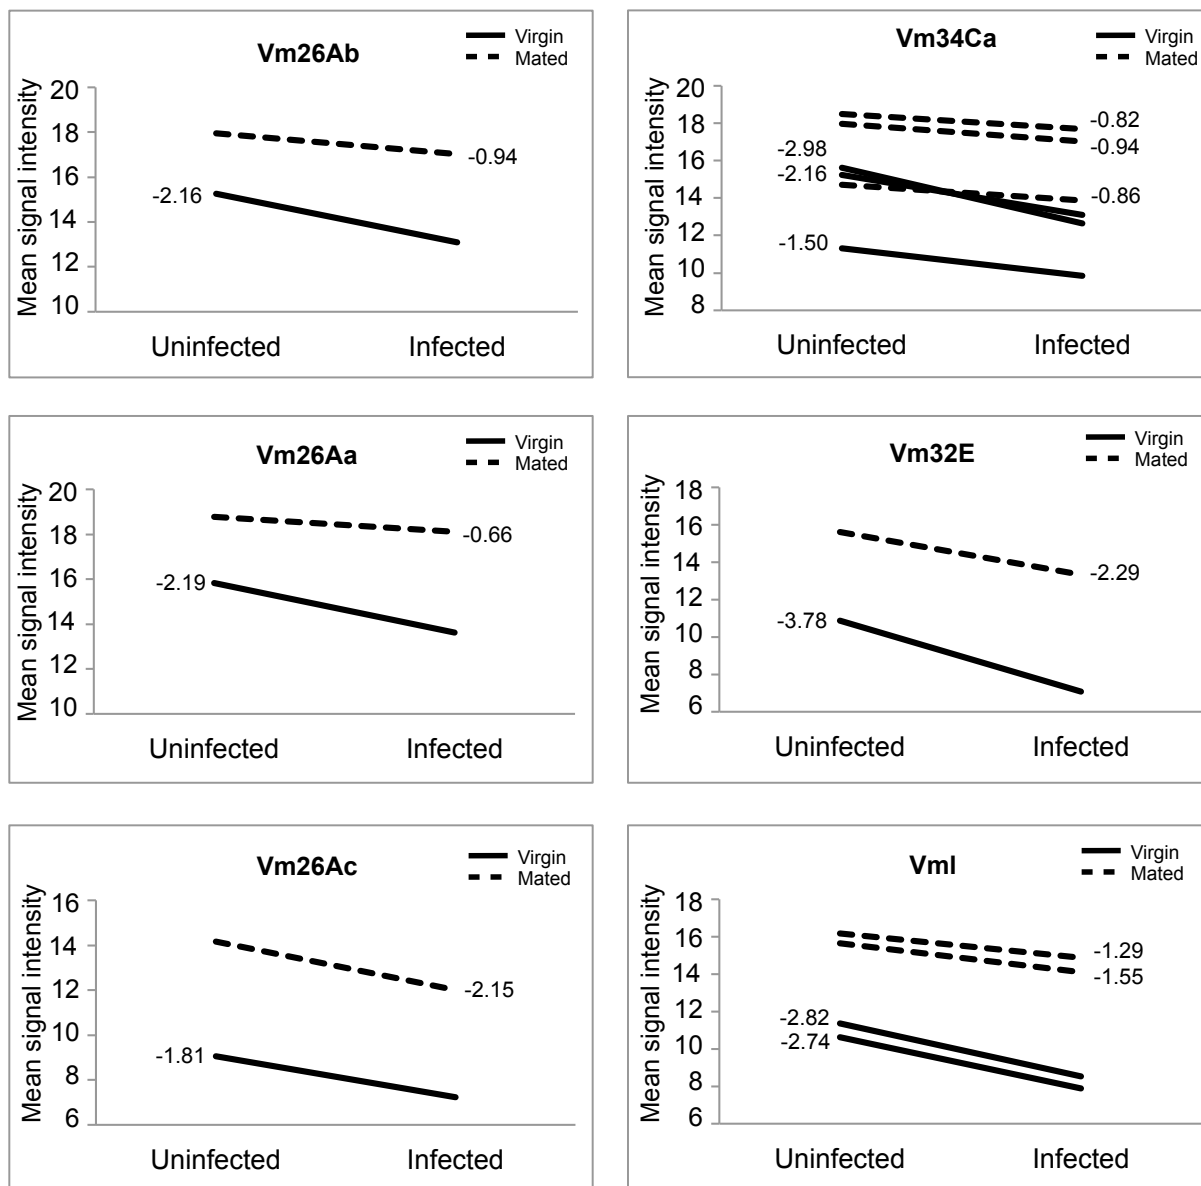 Vm26Ab
Virgin
Mated
Mean signal intensity
20
18
16
14
12
10
-2.16
-0.94
Uninfected Infected
Vm34Ca
Virgin
Mated
Mean signal intensity
20
18
16
14
12
10
8
-2.98
-2.16
-1.50
-0.82
-0.94
-0.86
Uninfected Infected
Vm26Aa
Virgin
Mated
Mean signal intensity
20
18
16
14
12
10
-2.19
-0.66
Uninfected Infected
Vm32E
Virgin
Mated
Mean signal intensity
18
16
14
12
10
8
6
-3.78
-2.29
Uninfected Infected
Vm26Ac
Virgin
Mated
Mean signal intensity
16
14
12
10
8
6
-1.81
-2.15
Uninfected Infected
Vml
Virgin
Mated
Mean signal intensity
18
16
14
12
10
8
6
-2.82
-2.74
-1.29
-1.55
Uninfected Infected